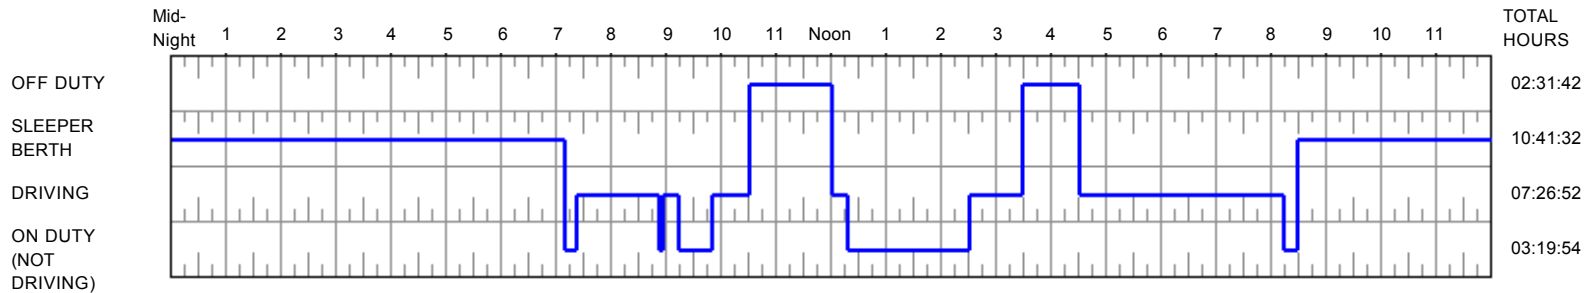 Mid-
Night 1 2 3 4 5 6 7 8 9 10 11 Noon 1 2 3 4 5 6 7 8 9 10 11
TOTAL
HOURS
OFF DUTY 02:31:42
SLEEPER
BERTH 10:41:32
DRIVING 07:26:52
ON DUTY
(NOT
DRIVING) 03:19:54